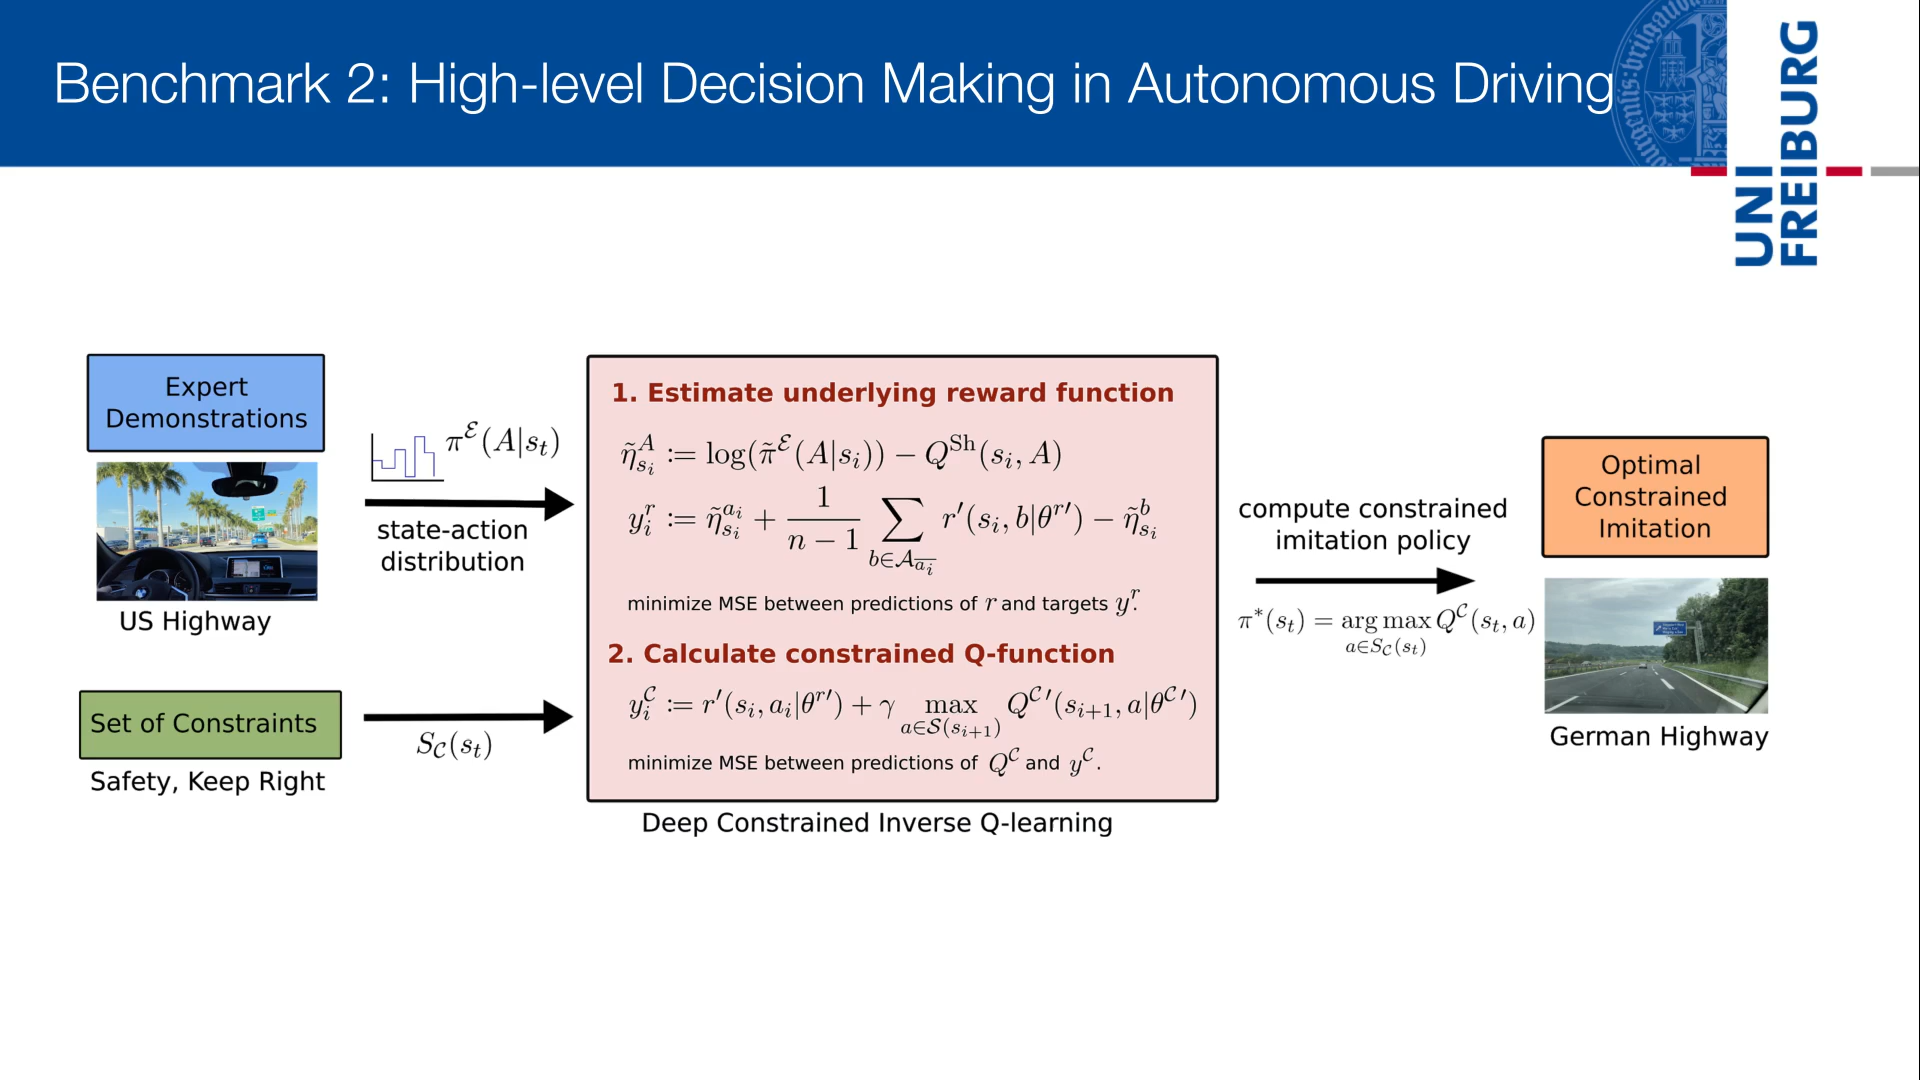 Benchmark 2: High-level Decision Making in Autonomous Driving
UNI
FREIBURG
Expert
Demonstrations
US Highway
π^ℰ(A|s_t)
state-action
distribution
Set of Constraints
Safety, Keep Right
S_𝒞(s_t)
1. Estimate underlying reward function
η̃^A_{s_i} := log(π̃^ℰ(A|s_i)) − Q^Sh(s_i, A)
y^r_i := η̃^{a_i}_{s_i} + 1/(n − 1) ∑_{b∈𝒜_{\overline{a_i}}} r′(s_i, b|θ^{r′}) − η̃^b_{s_i}
minimize MSE between predictions of r and targets y^r.
2. Calculate constrained Q-function
y^𝒞_i := r′(s_i, a_i|θ^{r′}) + γ max_{a∈𝒮(s_{i+1})} Q^{𝒞′}(s_{i+1}, a|θ^{𝒞′})
minimize MSE between predictions of Q^𝒞 and y^𝒞.
Deep Constrained Inverse Q-learning
compute constrained
imitation policy
π*(s_t) = arg max_{a∈S_𝒞(s_t)} Q^𝒞(s_t, a)
Optimal
Constrained
Imitation
German Highway